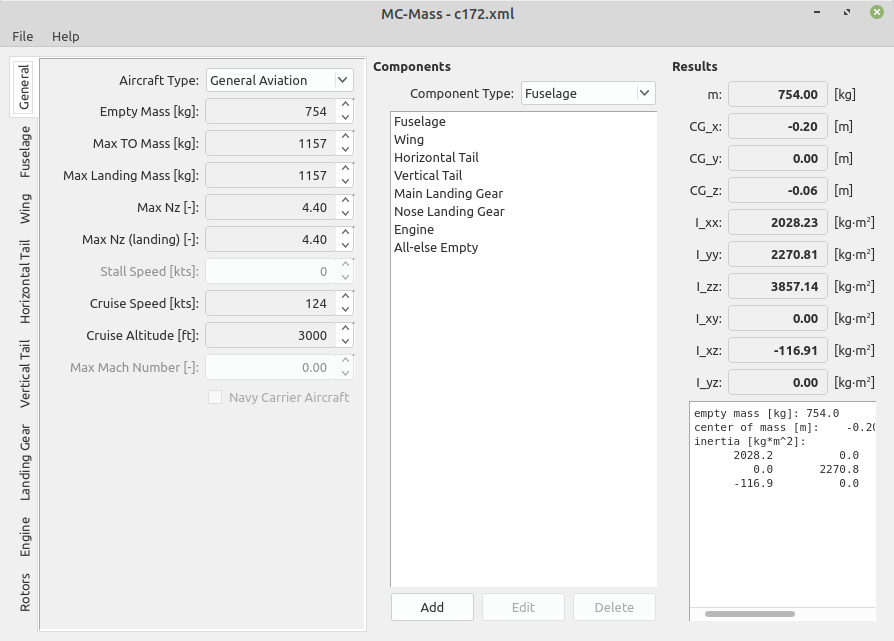 MC-Mass - c172.xml
File Help
General
Fuselage
Wing
Horizontal Tail
Vertical Tail
Landing Gear
Engine
Rotors
Aircraft Type: General Aviation
Empty Mass [kg]: 754
Max TO Mass [kg]: 1157
Max Landing Mass [kg]: 1157
Max Nz [-]: 4.40
Max Nz (landing) [-]: 4.40
Stall Speed [kts]: 0
Cruise Speed [kts]: 124
Cruise Altitude [ft]: 3000
Max Mach Number [-]: 0.00
Navy Carrier Aircraft
Components
Component Type: Fuselage
Fuselage
Wing
Horizontal Tail
Vertical Tail
Main Landing Gear
Nose Landing Gear
Engine
All-else Empty
Add Edit Delete
Results
m: 754.00 [kg]
CG_x: -0.20 [m]
CG_y: 0.00 [m]
CG_z: -0.06 [m]
I_xx: 2028.23 [kg·m²]
I_yy: 2270.81 [kg·m²]
I_zz: 3857.14 [kg·m²]
I_xy: 0.00 [kg·m²]
I_xz: -116.91 [kg·m²]
I_yz: 0.00 [kg·m²]
empty mass [kg]: 754.0
center of mass [m]: -0.20
inertia [kg*m^2]:
2028.2 0.0
0.0 2270.8
-116.9 0.0